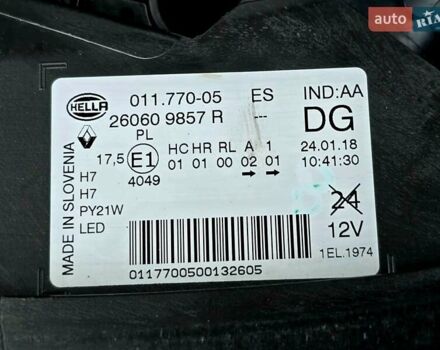 auto RIA
HELLA
011.770-05 ES IND:AA
26060 9857 R --- DG
PL
17,5 E1 HC HR RL A 1 24.01.18
01 01 00 02 01 10:41:30
H7 4049 → →
H7
PY21W 24
LED 12V
1EL.1974
0117700500132605
MADE IN SLOVENIA